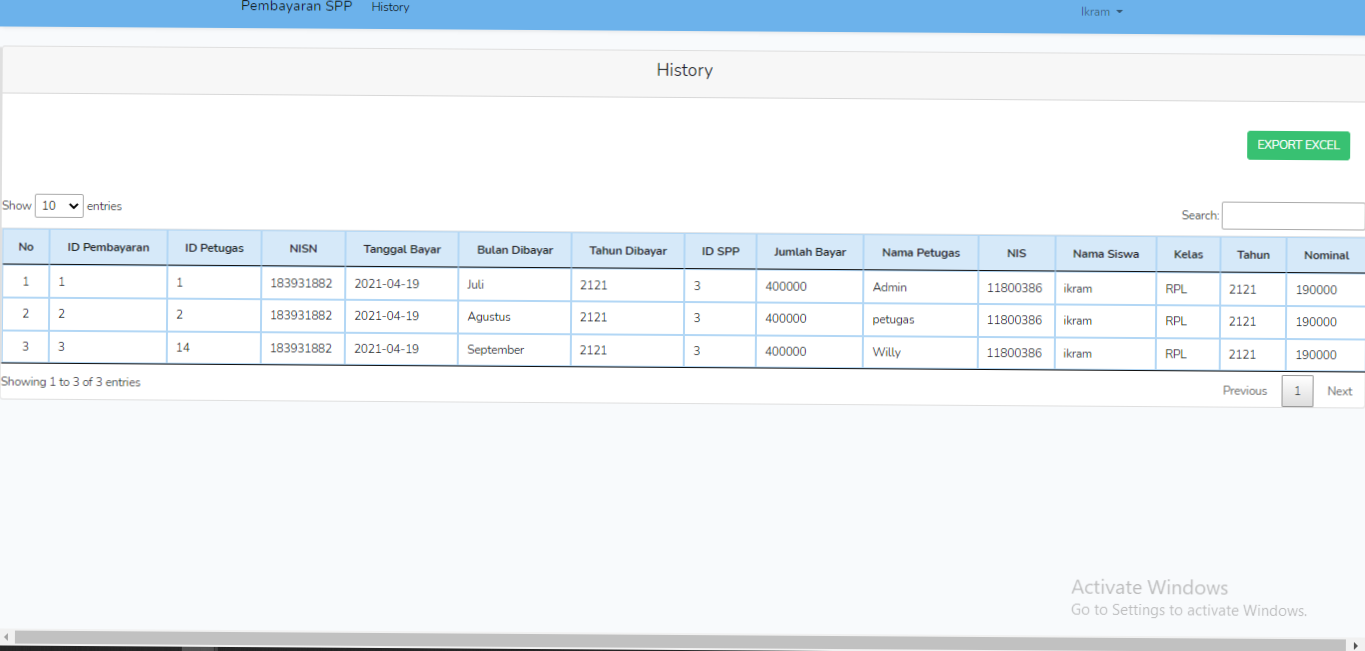 Pembayaran SPP History Ikram
History
EXPORT EXCEL
Show 10 entries
Search:
No ID Pembayaran ID Petugas NISN Tanggal Bayar Bulan Dibayar Tahun Dibayar ID SPP Jumlah Bayar Nama Petugas NIS Nama Siswa Kelas Tahun Nominal
1 1 1 183931882 2021-04-19 Juli 2121 3 400000 Admin 11800386 ikram RPL 2121 190000
2 2 2 183931882 2021-04-19 Agustus 2121 3 400000 petugas 11800386 ikram RPL 2121 190000
3 3 14 183931882 2021-04-19 September 2121 3 400000 Willy 11800386 ikram RPL 2121 190000
Showing 1 to 3 of 3 entries
Previous 1 Next
Activate Windows
Go to Settings to activate Windows.